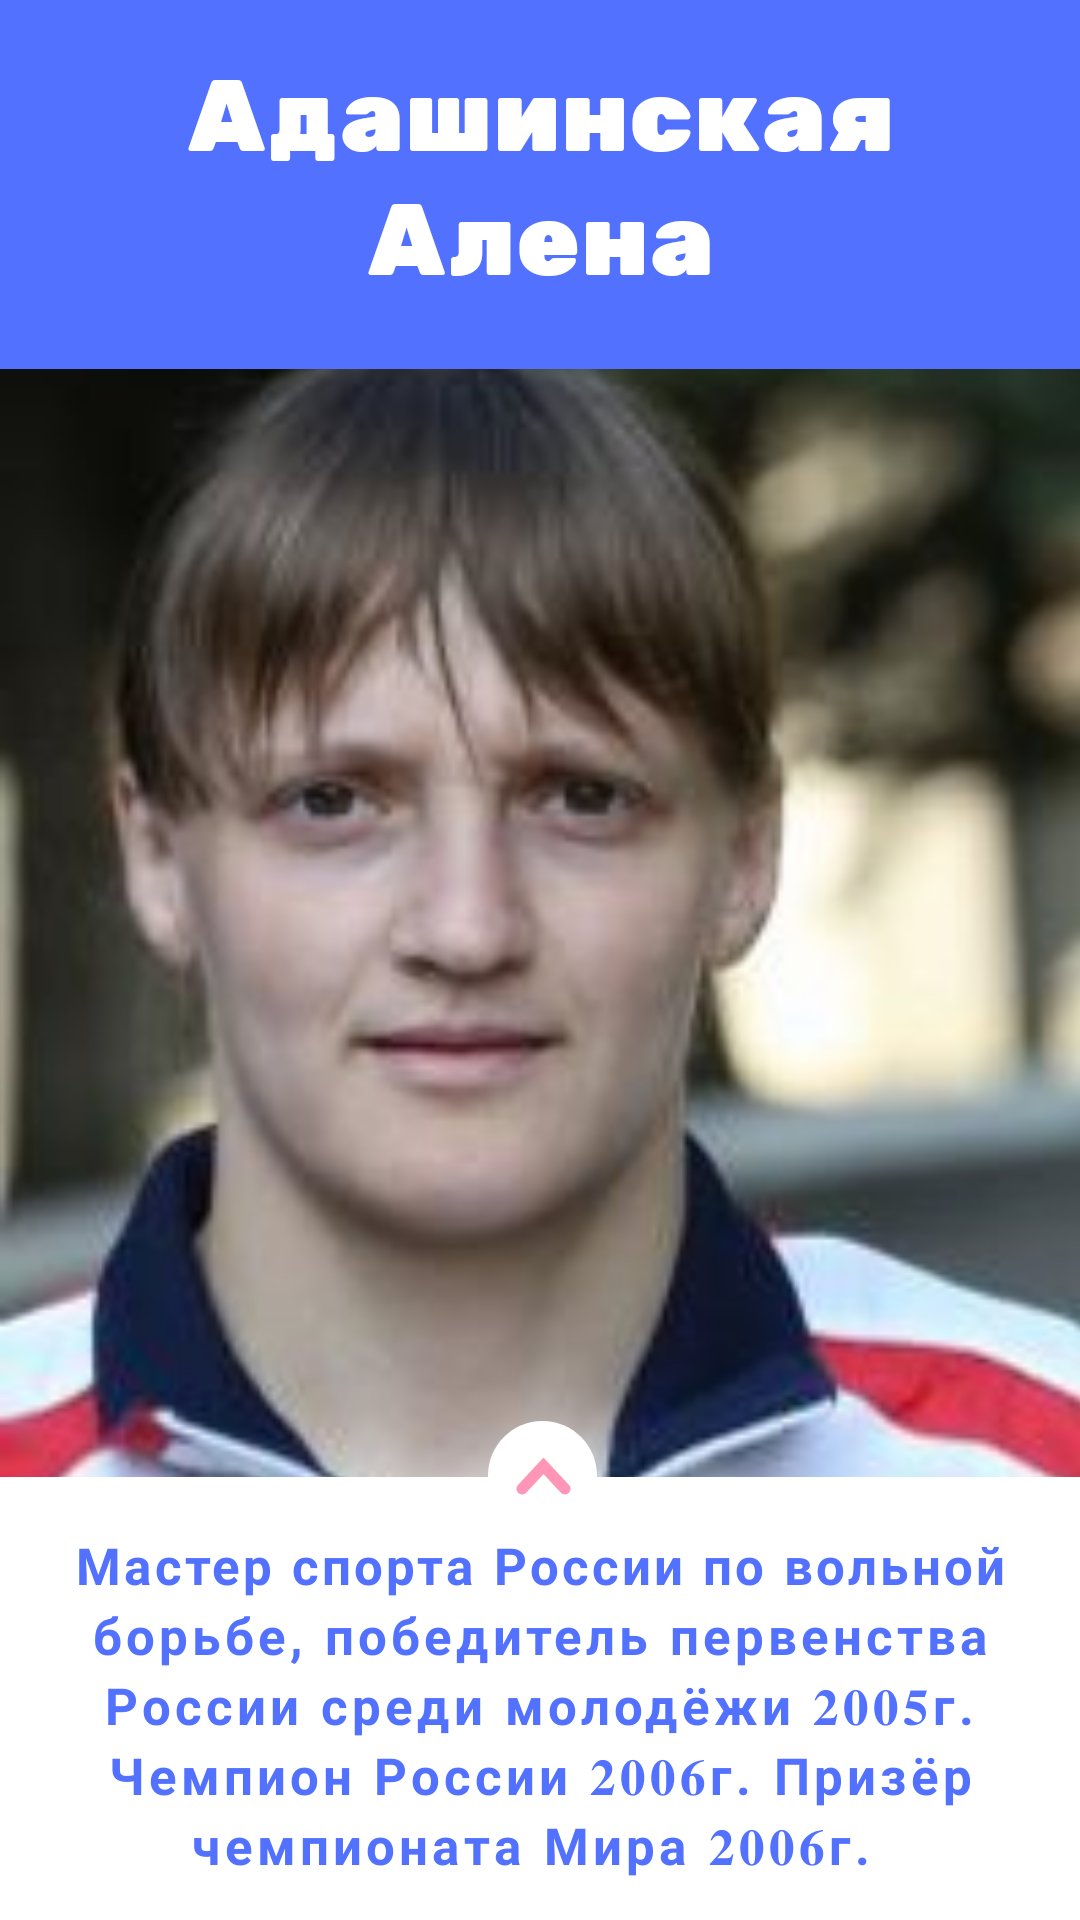 Адашинская
Алена
Мастер спорта России по вольной
борьбе, победитель первенства
России среди молодёжи 2005г.
Чемпион России 2006г. Призёр
чемпионата Мира 2006г.